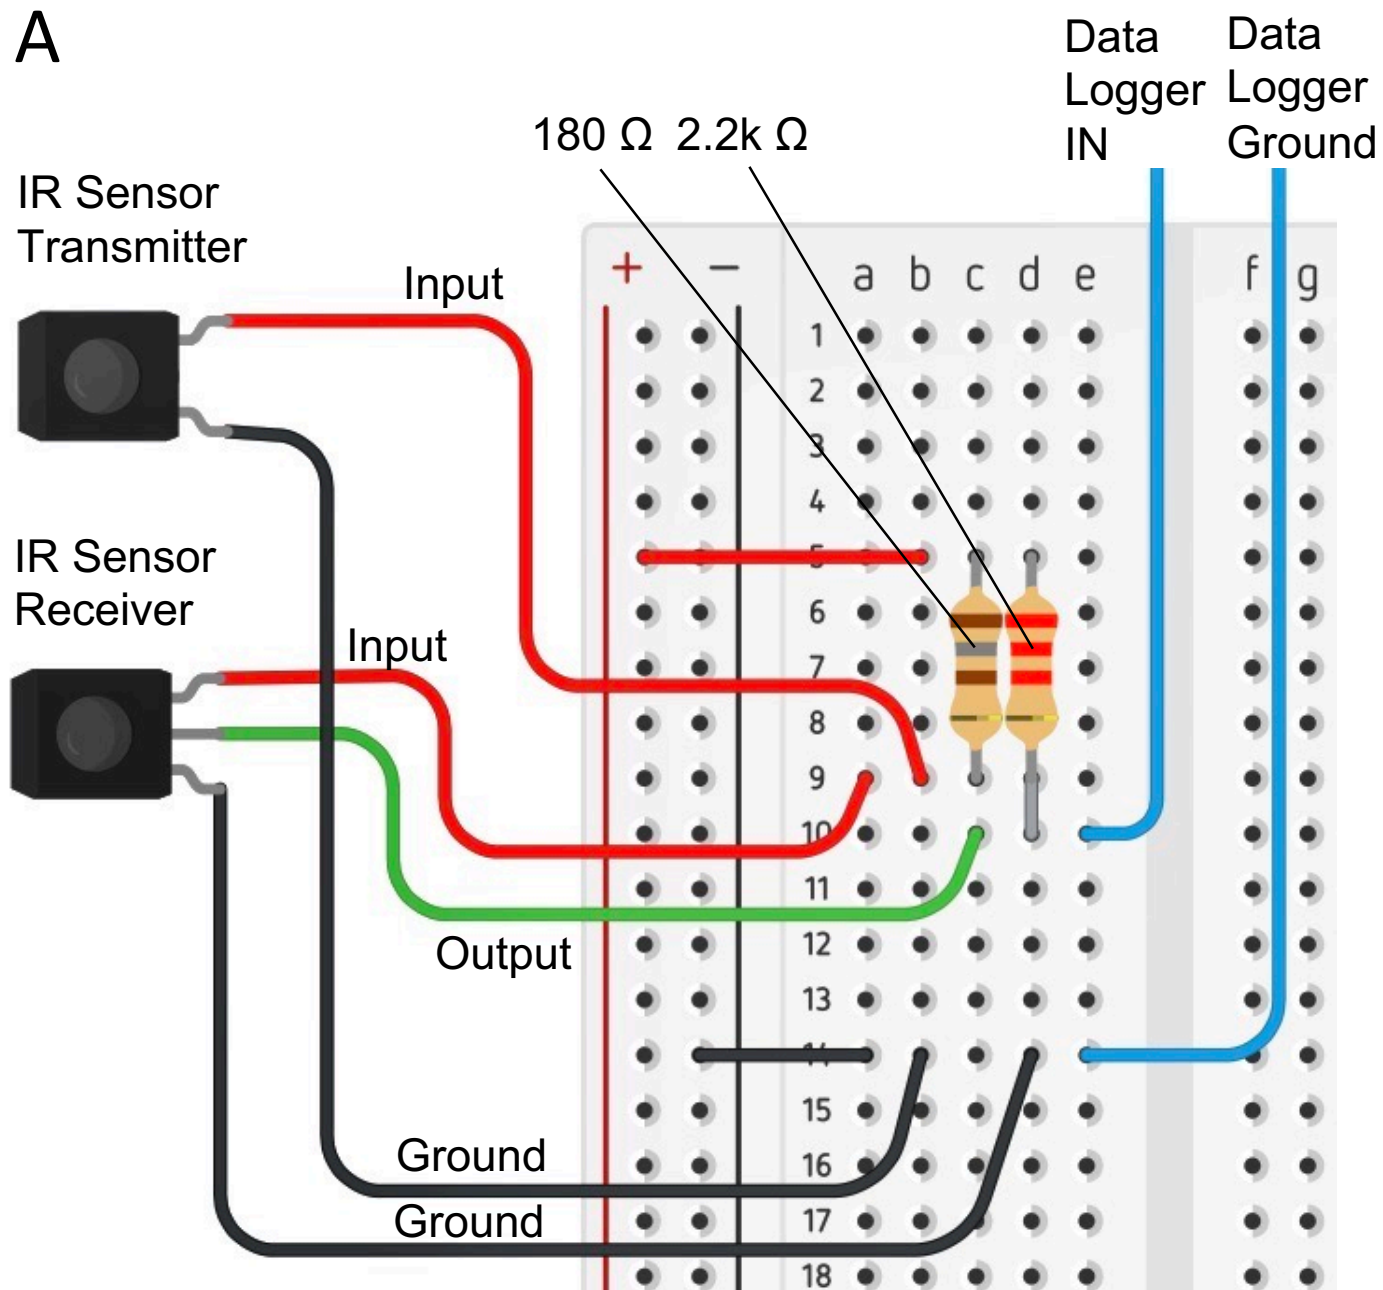 A
Data
Logger
IN
Data
Logger
Ground
180 Ω
2.2k Ω
IR Sensor
Transmitter
Input
+
−
a b c d e f g
1
2
3
4
5
6
7
8
9
10
11
12
13
14
15
16
17
18
IR Sensor
Receiver
Input
Output
Ground
Ground